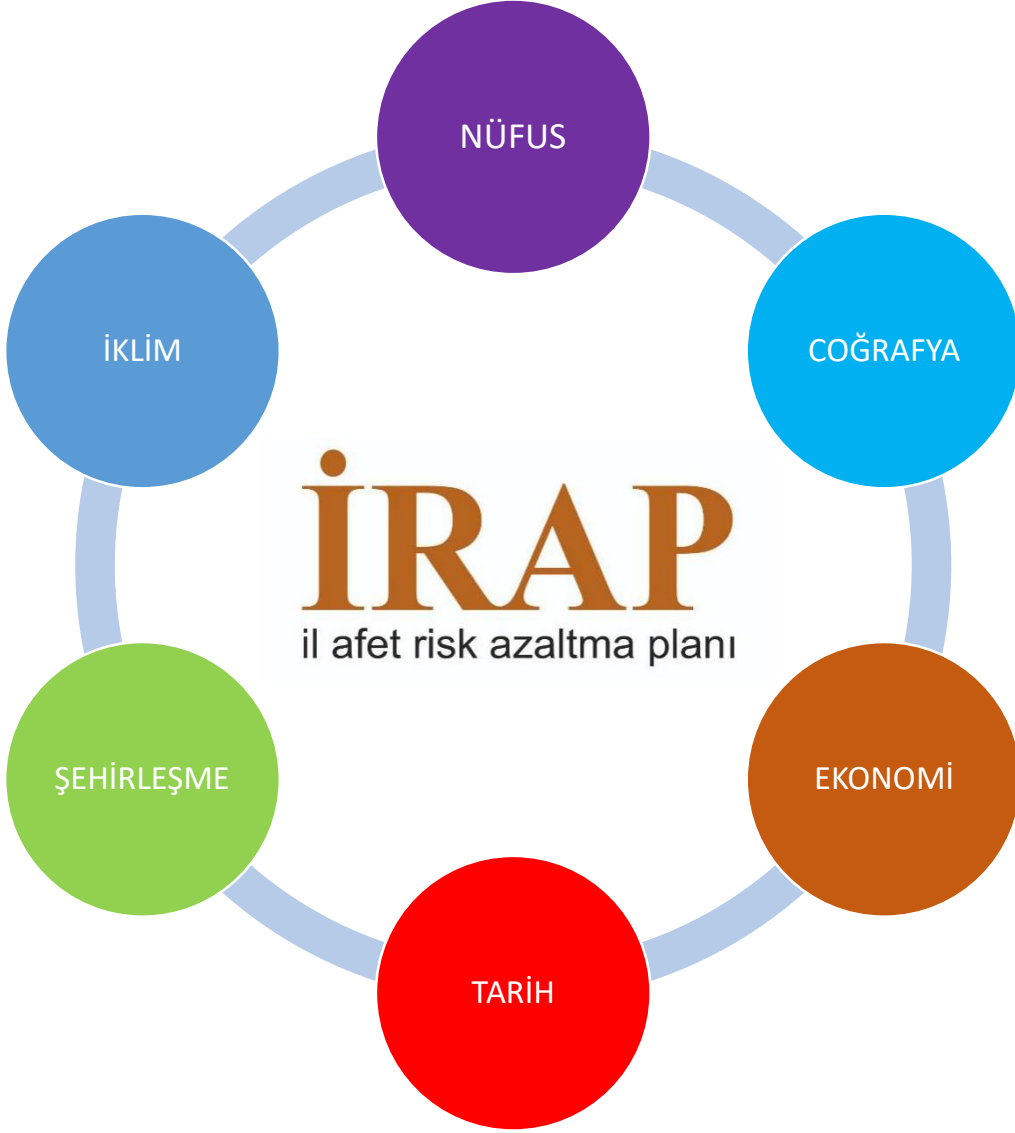 NÜFUS
COĞRAFYA
EKONOMİ
TARİH
ŞEHİRLEŞME
İKLİM
İRAP
il afet risk azaltma planı